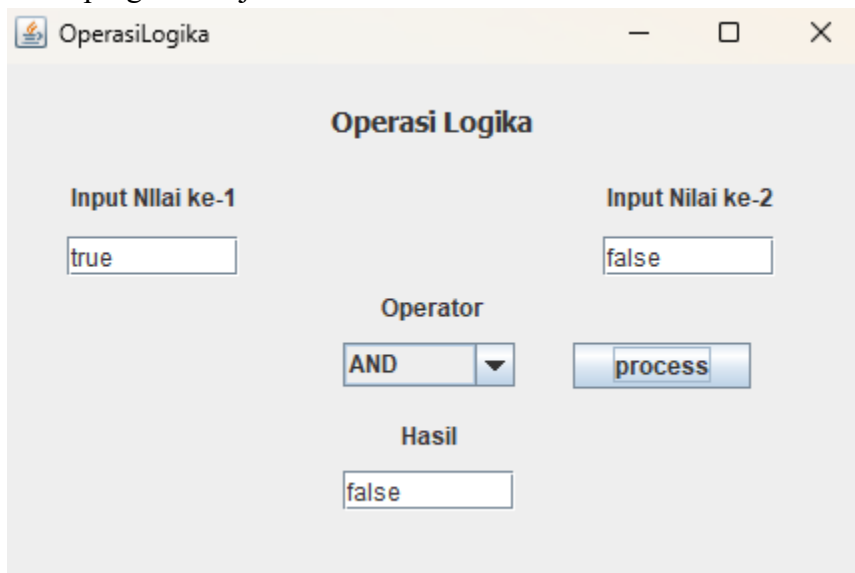 OperasiLogika
Operasi Logika
Input NIlai ke-1 Input Nilai ke-2
true false
Operator
AND process
Hasil
false